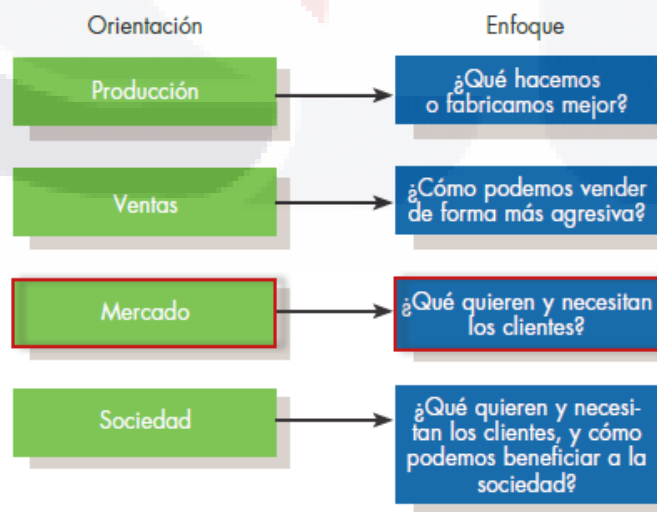 Orientación
Enfoque
Producción
¿Qué hacemos
o fabricamos mejor?
Ventas
¿Cómo podemos vender
de forma más agresiva?
Mercado
¿Qué quieren y necesitan
los clientes?
Sociedad
¿Qué quieren y necesi-
tan los clientes, y cómo
podemos beneficiar a la
sociedad?